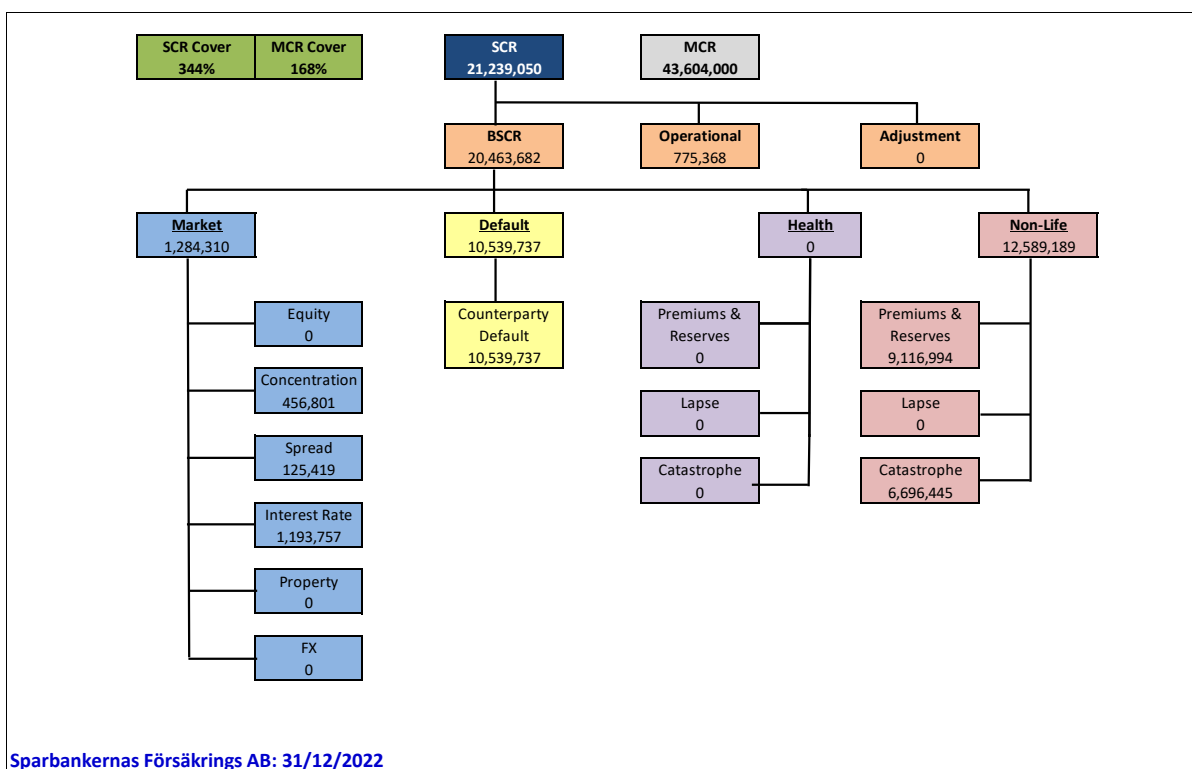 SCR Cover
344%
MCR Cover
168%
SCR
21,239,050
MCR
43,604,000
BSCR
20,463,682
Operational
775,368
Adjustment
0
Market
1,284,310
Default
10,539,737
Health
0
Non-Life
12,589,189
Equity
0
Concentration
456,801
Spread
125,419
Interest Rate
1,193,757
Property
0
FX
0
Counterparty
Default
10,539,737
Premiums &
Reserves
0
Lapse
0
Catastrophe
0
Premiums &
Reserves
9,116,994
Lapse
0
Catastrophe
6,696,445
Sparbankernas Försäkrings AB: 31/12/2022